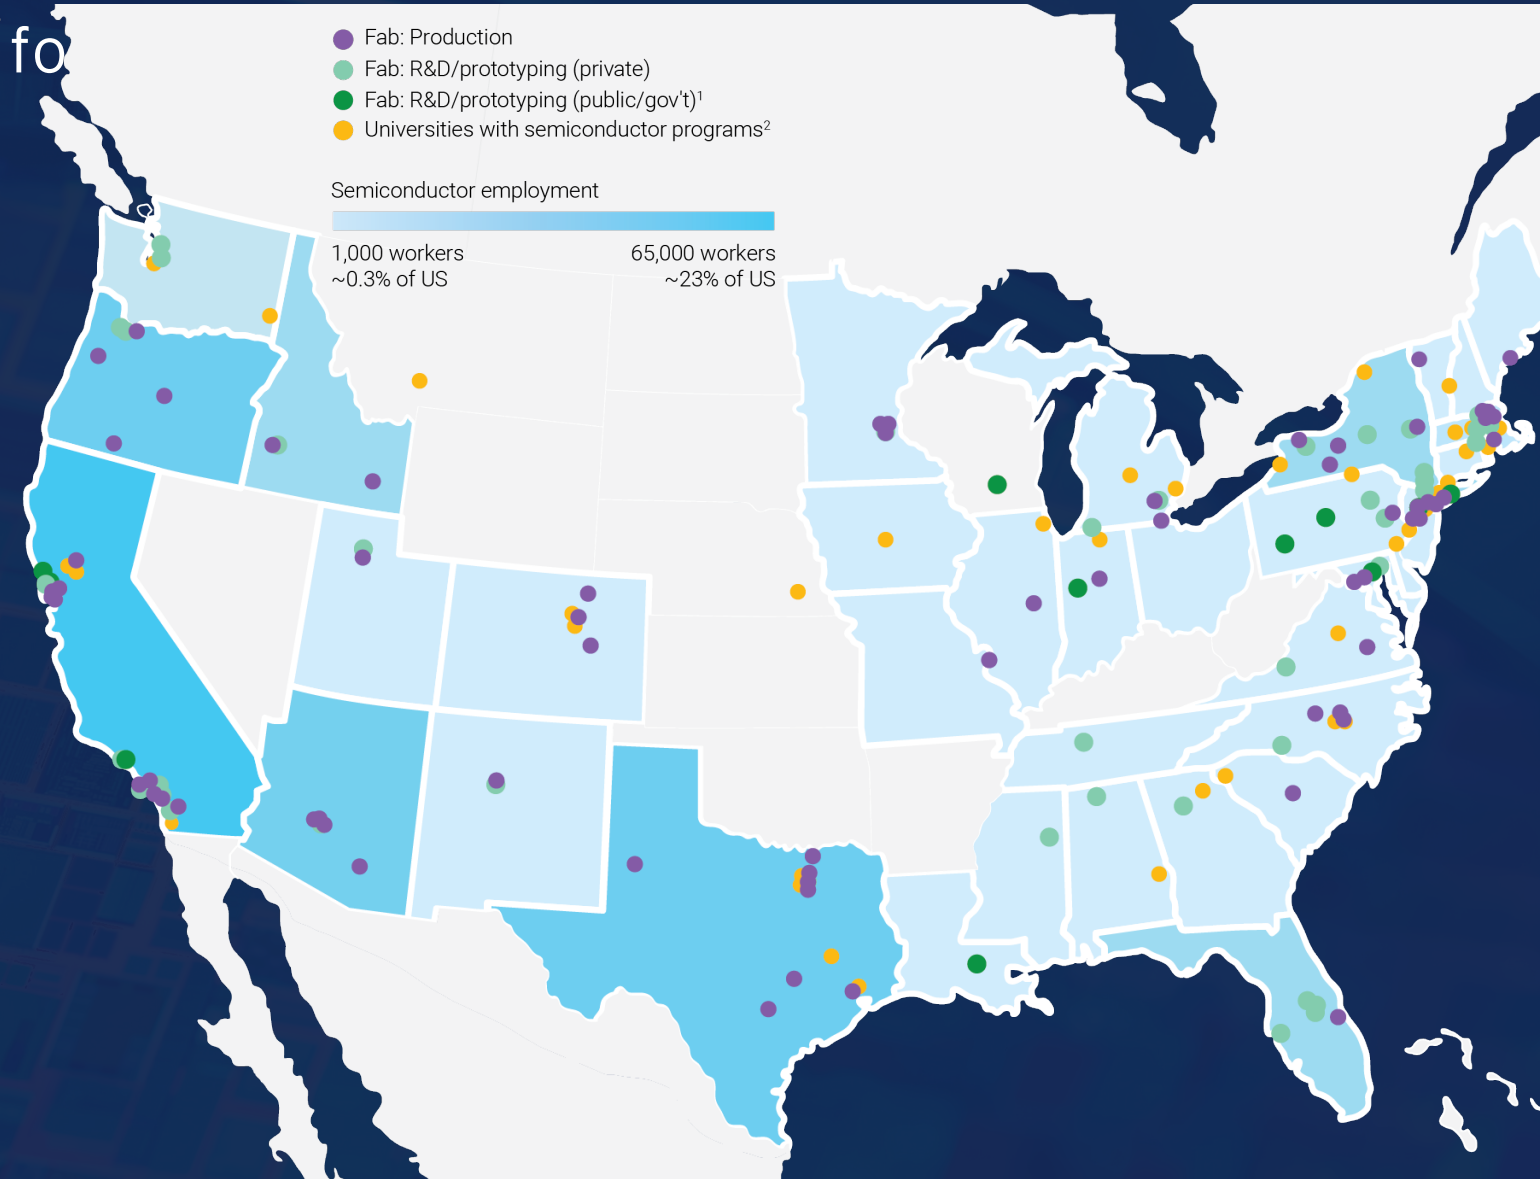 fo
Fab: Production
Fab: R&D/prototyping (private)
Fab: R&D/prototyping (public/gov't)¹
Universities with semiconductor programs²
Semiconductor employment
1,000 workers 65,000 workers
~0.3% of US ~23% of US